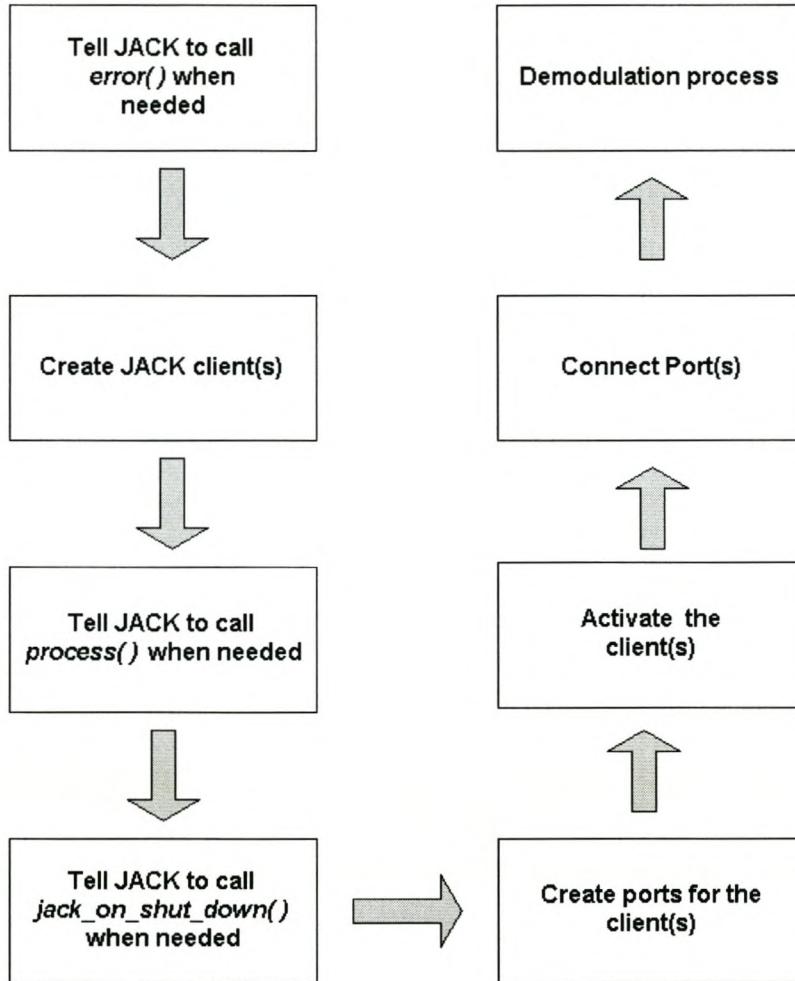 Tell JACK to call
error() when
needed
Create JACK client(s)
Tell JACK to call
process() when needed
Tell JACK to call
jack_on_shut_down()
when needed
Create ports for the
client(s)
Activate the
client(s)
Connect Port(s)
Demodulation process